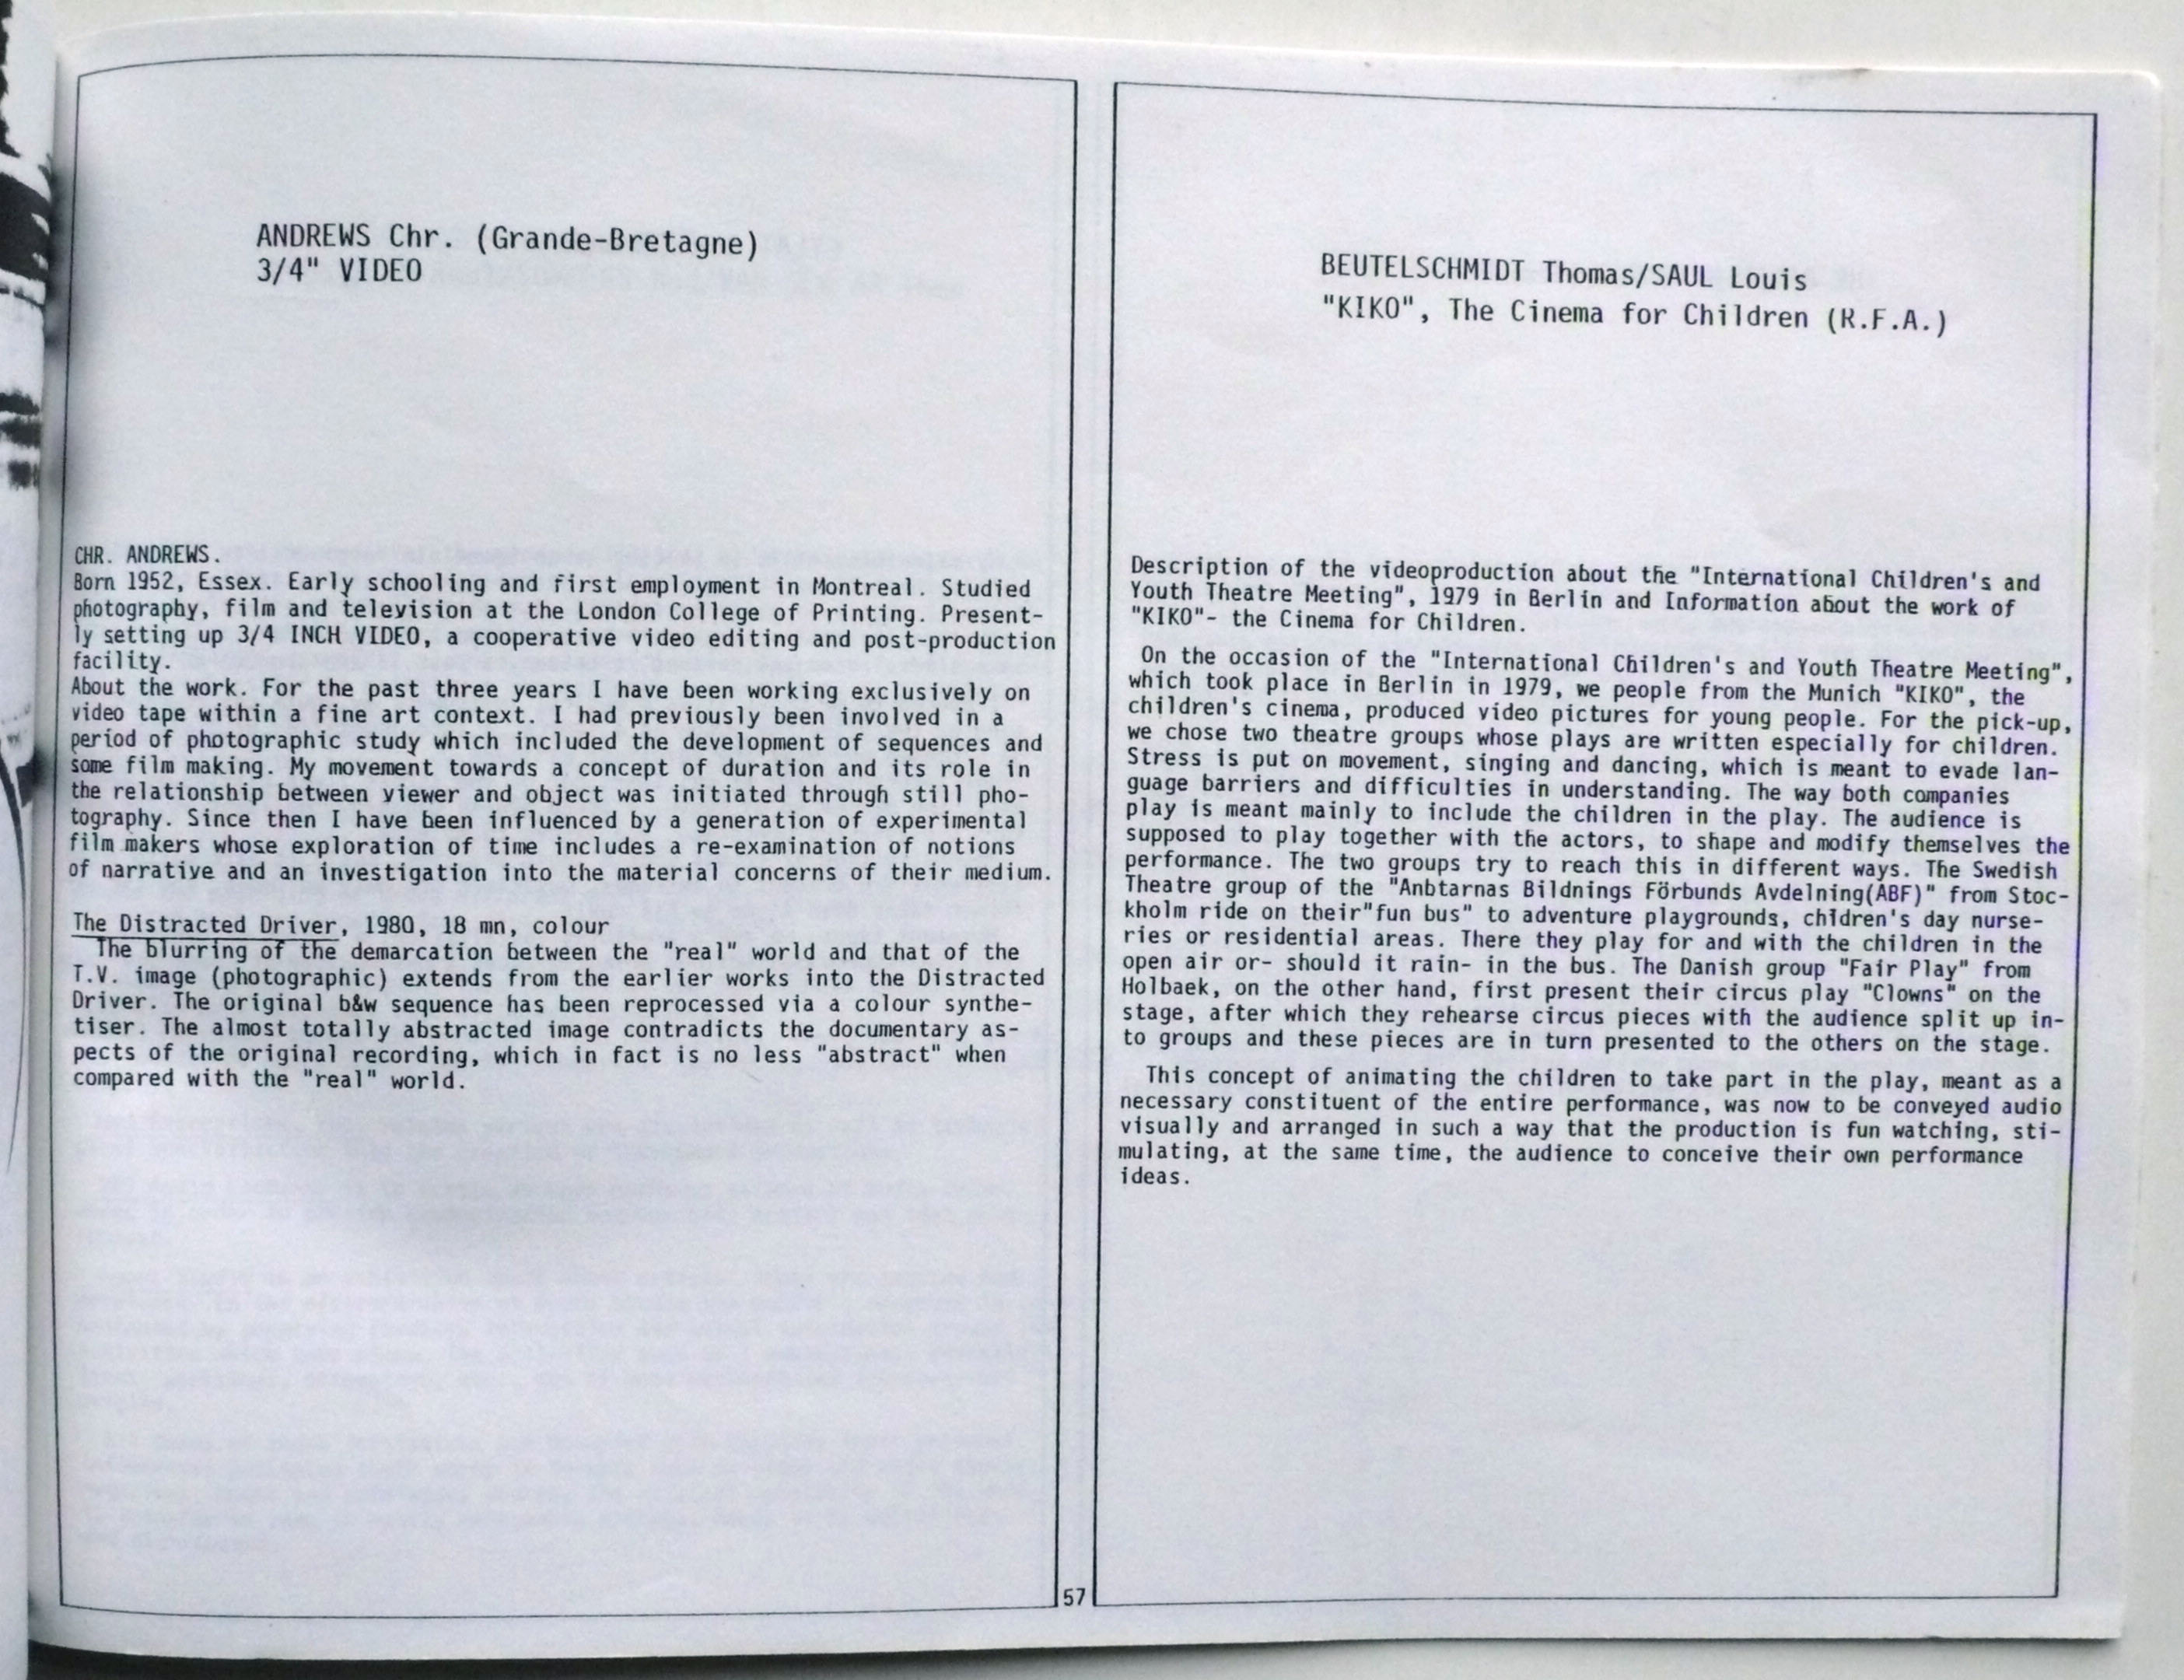 ANDREWS Chr. (Grande-Bretagne)
3/4" VIDEO
CHR. ANDREWS.
Born 1952, Essex. Early schooling and first employment in Montreal. Studied
photography, film and television at the London College of Printing. Present-
ly setting up 3/4 INCH VIDEO, a cooperative video editing and post-production
facility.
About the work. For the past three years I have been working exclusively on
video tape within a fine art context. I had previously been involved in a
period of photographic study which included the development of sequences and
some film making. My movement towards a concept of duration and its role in
the relationship between viewer and object was initiated through still pho-
tography. Since then I have been influenced by a generation of experimental
film makers whose exploration of time includes a re-examination of notions
of narrative and an investigation into the material concerns of their medium.
The Distracted Driver, 1980, 18 mn, colour
The blurring of the demarcation between the "real" world and that of the
T.V. image (photographic) extends from the earlier works into the Distracted
Driver. The original b&w sequence has been reprocessed via a colour synthe-
tiser. The almost totally abstracted image contradicts the documentary as-
pects of the original recording, which in fact is no less "abstract" when
compared with the "real" world.
BEUTELSCHMIDT Thomas/SAUL Louis
"KIKO", The Cinema for Children (R.F.A.)
Description of the videoproduction about the "International Children's and
Youth Theatre Meeting", 1979 in Berlin and Information about the work of
"KIKO"- the Cinema for Children.
On the occasion of the "International Children's and Youth Theatre Meeting",
which took place in Berlin in 1979, we people from the Munich "KIKO", the
children's cinema, produced video pictures for young people. For the pick-up,
we chose two theatre groups whose plays are written especially for children.
Stress is put on movement, singing and dancing, which is meant to evade lan-
guage barriers and difficulties in understanding. The way both companies
play is meant mainly to include the children in the play. The audience is
supposed to play together with the actors, to shape and modify themselves the
performance. The two groups try to reach this in different ways. The Swedish
Theatre group of the "Anbtarnas Bildnings Förbunds Avdelning(ABF)" from Stoc-
kholm ride on their"fun bus" to adventure playgrounds, chidren's day nurse-
ries or residential areas. There they play for and with the children in the
open air or- should it rain- in the bus. The Danish group "Fair Play" from
Holbaek, on the other hand, first present their circus play "Clowns" on the
stage, after which they rehearse circus pieces with the audience split up in-
to groups and these pieces are in turn presented to the others on the stage.
This concept of animating the children to take part in the play, meant as a
necessary constituent of the entire performance, was now to be conveyed audio
visually and arranged in such a way that the production is fun watching, sti-
mulating, at the same time, the audience to conceive their own performance
ideas.
57